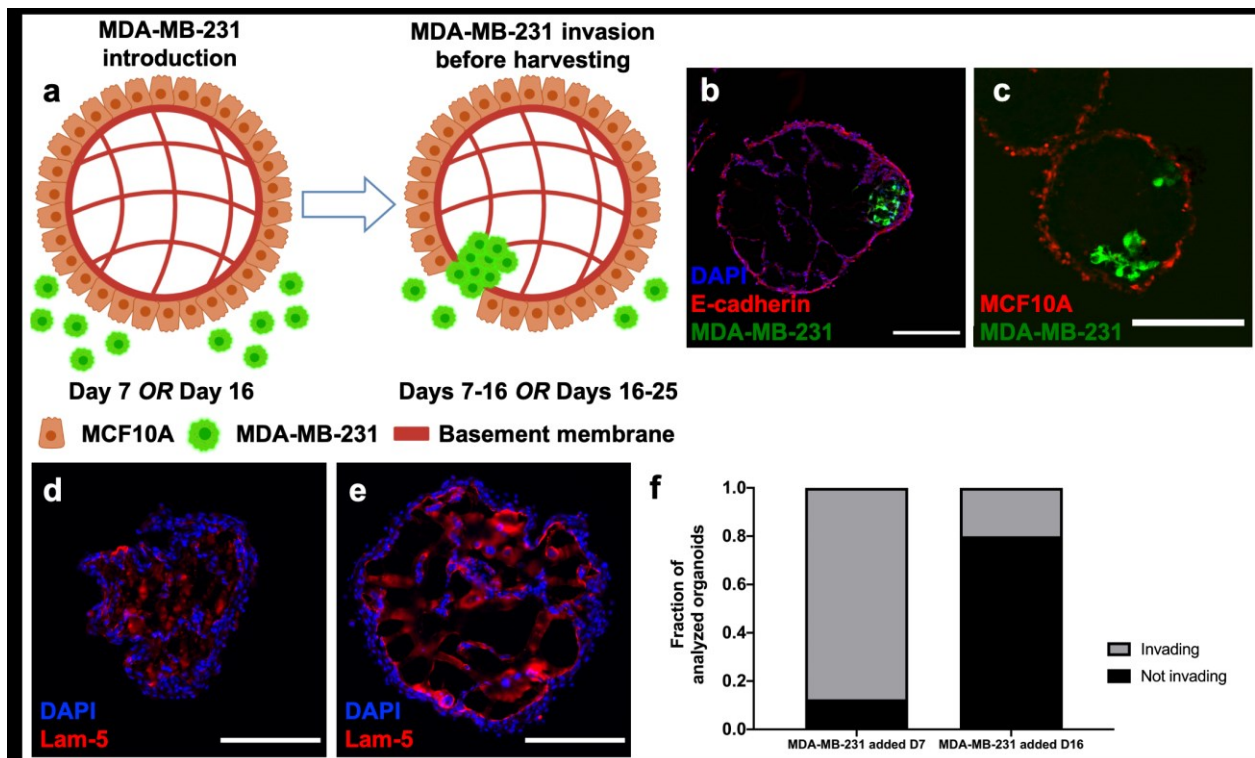 MDA-MB-231
introduction
MDA-MB-231 invasion
before harvesting
a
Day 7 OR Day 16
Days 7-16 OR Days 16-25
MCF10A
MDA-MB-231
Basement membrane
b
DAPI
E-cadherin
MDA-MB-231
c
MCF10A
MDA-MB-231
d
DAPI
Lam-5
e
DAPI
Lam-5
f
Fraction of
analyzed organoids
1.0
0.8
0.6
0.4
0.2
0.0
MDA-MB-231 added D7
MDA-MB-231 added D16
Invading
Not invading